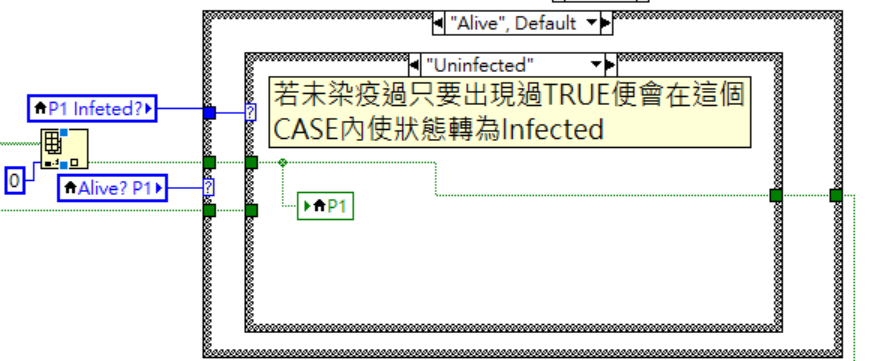 "Alive", Default
"Uninfected"
若未染疫過只要出現過TRUE便會在這個
CASE內使狀態轉為Infected
P1 Infeted?
?
0
Alive? P1
?
P1